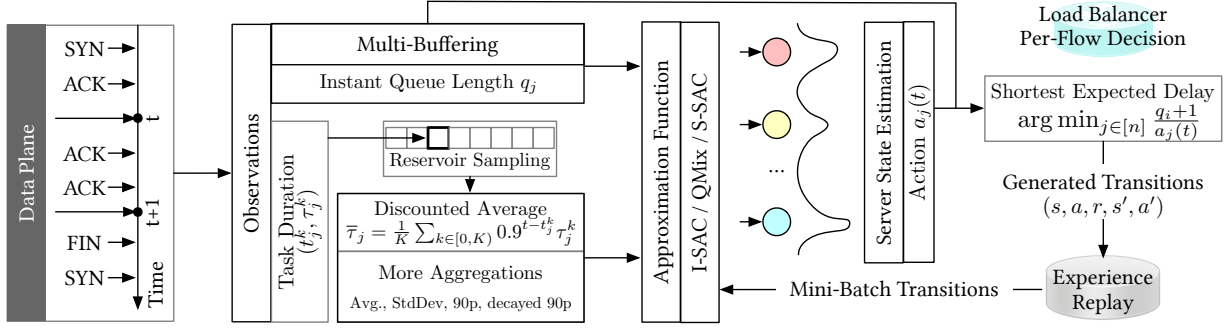 Data Plane
SYN
ACK
t
ACK
ACK
t+1
FIN
SYN
Time
Observations
Multi-Buffering
Instant Queue Length q_j
Task Duration
(t_j^k, τ_j^k)
Reservoir Sampling
Discounted Average
τ̅_j = 1/K ∑_{k∈[0,K)} 0.9^{t−t_j^k} τ_j^k
More Aggregations
Avg., StdDev, 90p, decayed 90p
Approximation Function
I-SAC / QMix / S-SAC
...
Server State Estimation
Action a_j(t)
Load Balancer
Per-Flow Decision
Shortest Expected Delay
arg min_{j∈[n]} (q_i+1)/(a_j(t))
Generated Transitions
(s, a, r, s′, a′)
Experience
Replay
Mini-Batch Transitions